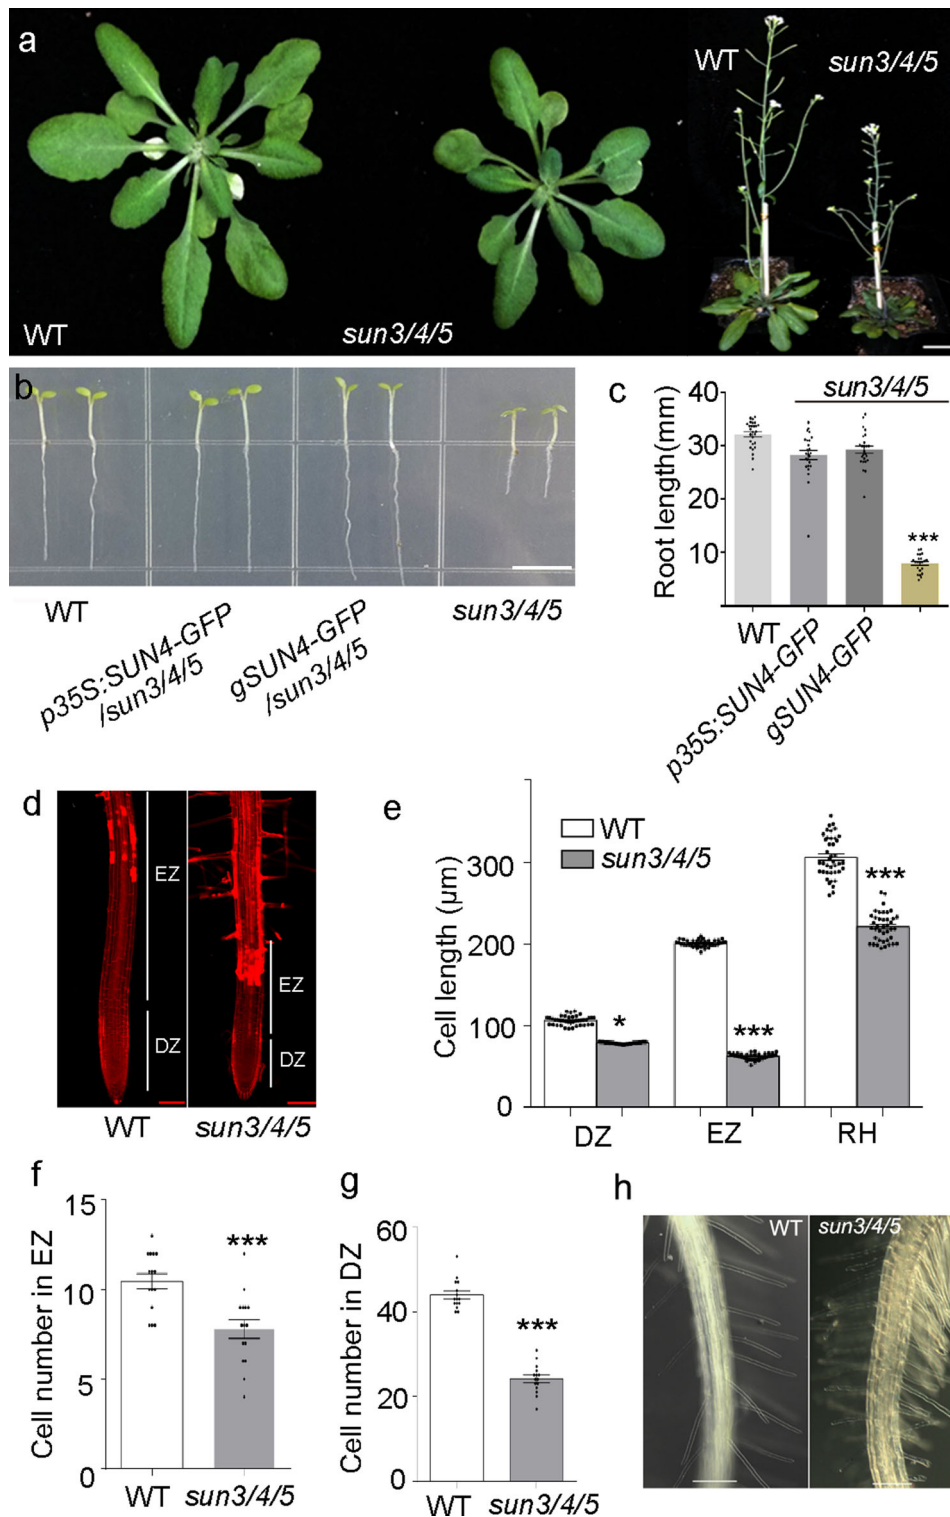 a
WT
sun3/4/5
WT
sun3/4/5
b
WT
p35S:SUN4-GFP
/sun3/4/5
gSUN4-GFP
/sun3/4/5
sun3/4/5
c
sun3/4/5
Root length(mm)
40
30
20
10
***
WT
p35S:SUN4-GFP
gSUN4-GFP
d
EZ
DZ
EZ
DZ
WT
sun3/4/5
e
WT
sun3/4/5
Cell length (μm)
300
200
100
0
*
***
***
DZ
EZ
RH
f
Cell number in EZ
15
10
5
0
***
WT
sun3/4/5
g
Cell number in DZ
60
40
20
0
***
WT
sun3/4/5
h
WT
sun3/4/5